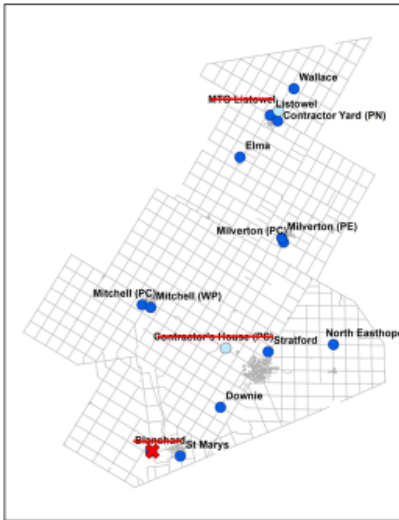 Wallace
MTO Listowel
Listowel
Contractor Yard (PN)
Elma
Milverton (PC)
Milverton (PE)
Mitchell (PC)
Mitchell (WP)
Contractor's House (PS)
Stratford
North Easthope
Downie
Blanchard
St Marys